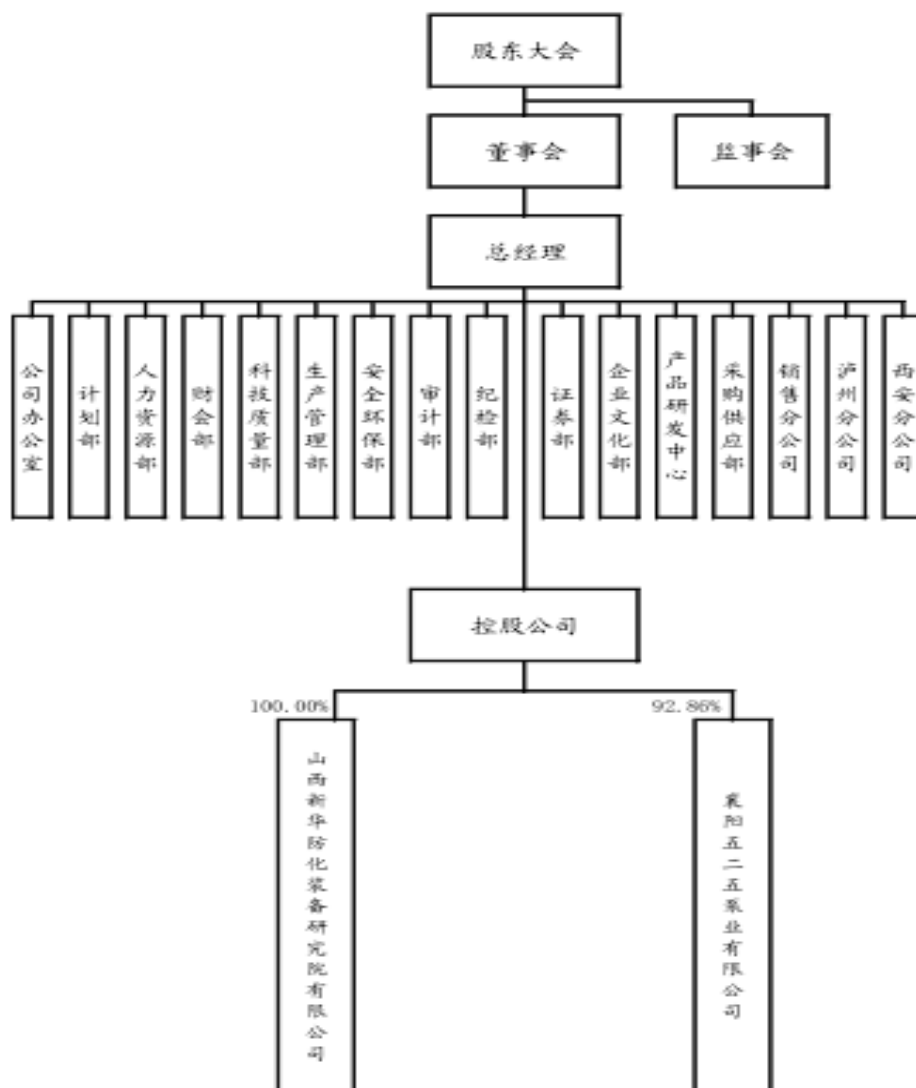 股东大会
董事会
监事会
总经理
公司办公室
计划部
人力资源部
财会部
科技质量部
生产管理部
安全环保部
审计部
纪检部
证券部
企业文化部
产品研发中心
采购供应部
销售分公司
泸州分公司
西安分公司
控股公司
100.00%
92.86%
山西新华防化装备研究院有限公司
襄阳五二五泵业有限公司